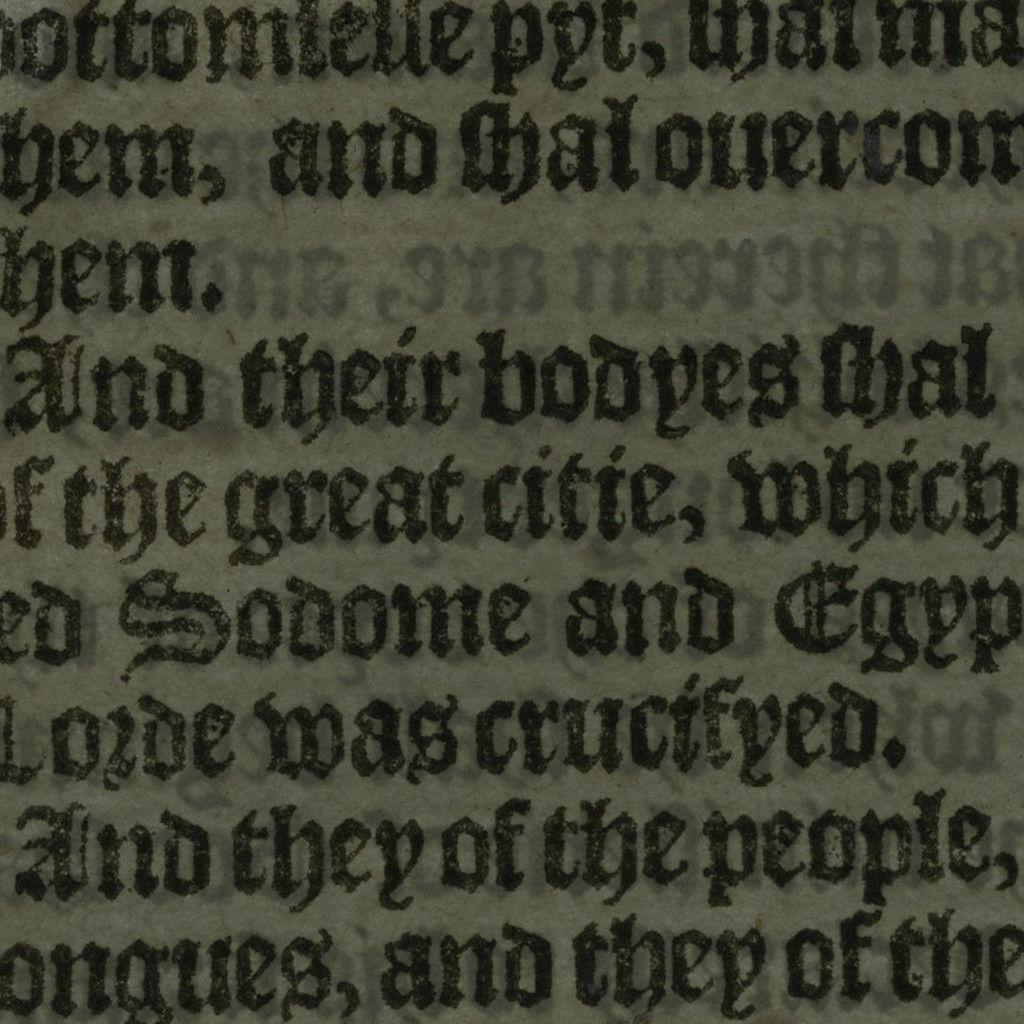 bottomlesse pyt, shal ma
hem, and shal ouercom
hem.
And their bodyes shal
of the great citie, which
ed Sodome and Egyp
Lorde was crucifyed.
And they of the people,
ongues, and they of the